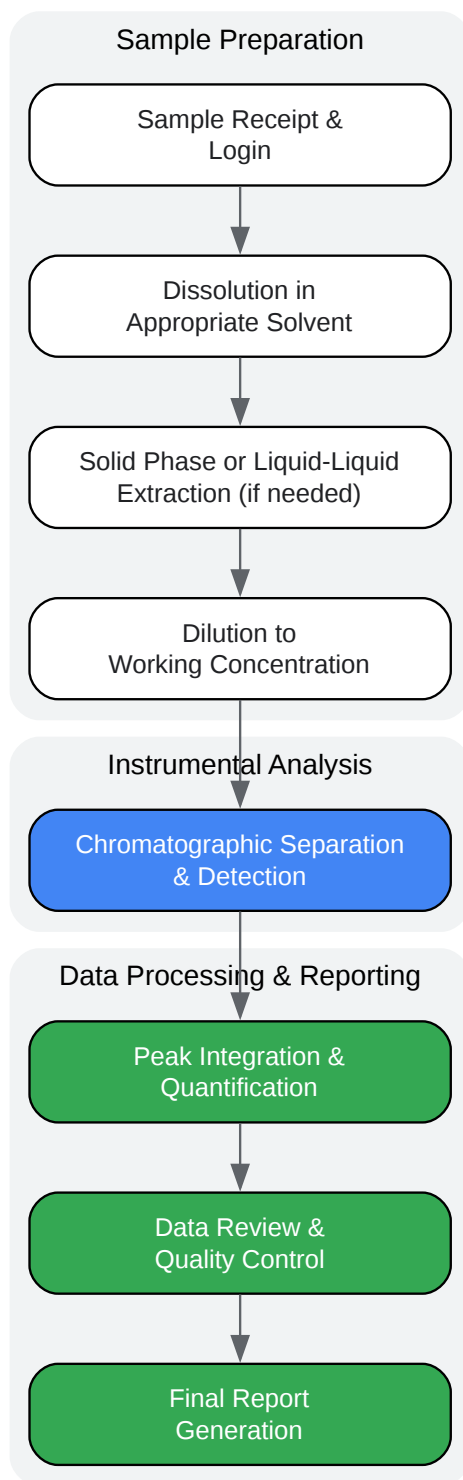 Sample Preparation
Sample Receipt &
Login
Dissolution in
Appropriate Solvent
Solid Phase or Liquid-Liquid
Extraction (if needed)
Dilution to
Working Concentration
Instrumental Analysis
Chromatographic Separation
& Detection
Data Processing & Reporting
Peak Integration &
Quantification
Data Review &
Quality Control
Final Report
Generation